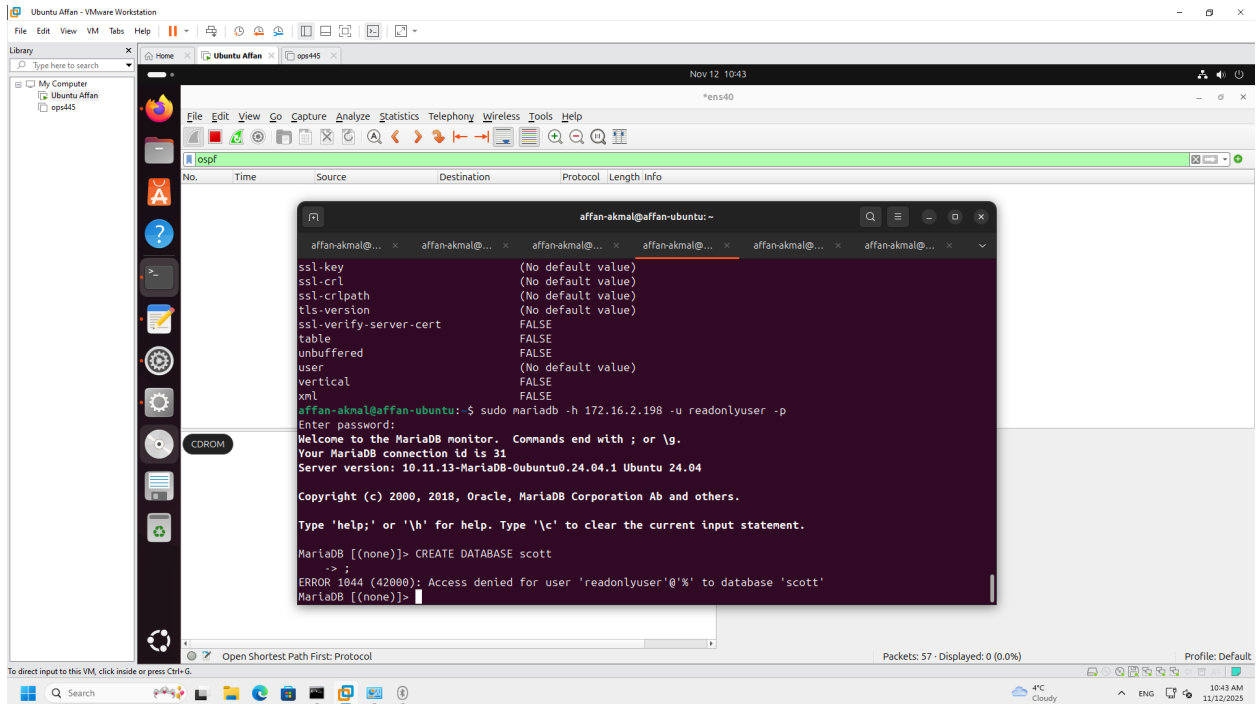 Ubuntu Affan - VMware Workstation
File Edit View VM Tabs Help
Library
Type here to search
My Computer
Ubuntu Affan
ops445
Home
Ubuntu Affan
ops445
Nov 12 10:43
*ens40
File Edit View Go Capture Analyze Statistics Telephony Wireless Tools Help
ospf
No. Time Source Destination Protocol Length Info
affan-akmal@affan-ubuntu: ~
affan-akmal@... affan-akmal@... affan-akmal@... affan-akmal@... affan-akmal@... affan-akmal@...
ssl-key (No default value)
ssl-crl (No default value)
ssl-crlpath (No default value)
tls-version (No default value)
ssl-verify-server-cert FALSE
table FALSE
unbuffered FALSE
user (No default value)
vertical FALSE
xml FALSE
affan-akmal@affan-ubuntu:~$ sudo mariadb -h 172.16.2.198 -u readonlyuser -p
Enter password:
Welcome to the MariaDB monitor. Commands end with ; or \g.
Your MariaDB connection id is 31
Server version: 10.11.13-MariaDB-0ubuntu0.24.04.1 Ubuntu 24.04
Copyright (c) 2000, 2018, Oracle, MariaDB Corporation Ab and others.
Type 'help;' or '\h' for help. Type '\c' to clear the current input statement.
MariaDB [(none)]> CREATE DATABASE scott
-> ;
ERROR 1044 (42000): Access denied for user 'readonlyuser'@'%' to database 'scott'
MariaDB [(none)]>
CDROM
Open Shortest Path First: Protocol
Packets: 57 · Displayed: 0 (0.0%)
Profile: Default
To direct input to this VM, click inside or press Ctrl+G.
Search
4°C
Cloudy
ENG
10:43 AM
11/12/2025